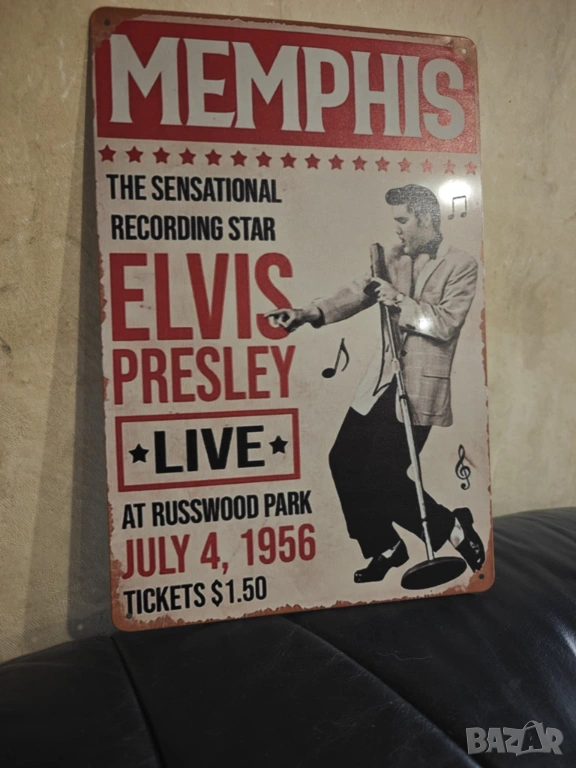 MEMPHIS
THE SENSATIONAL
RECORDING STAR
ELVIS
PRESLEY
LIVE
AT RUSSWOOD PARK
JULY 4, 1956
TICKETS $1.50
BAZAR